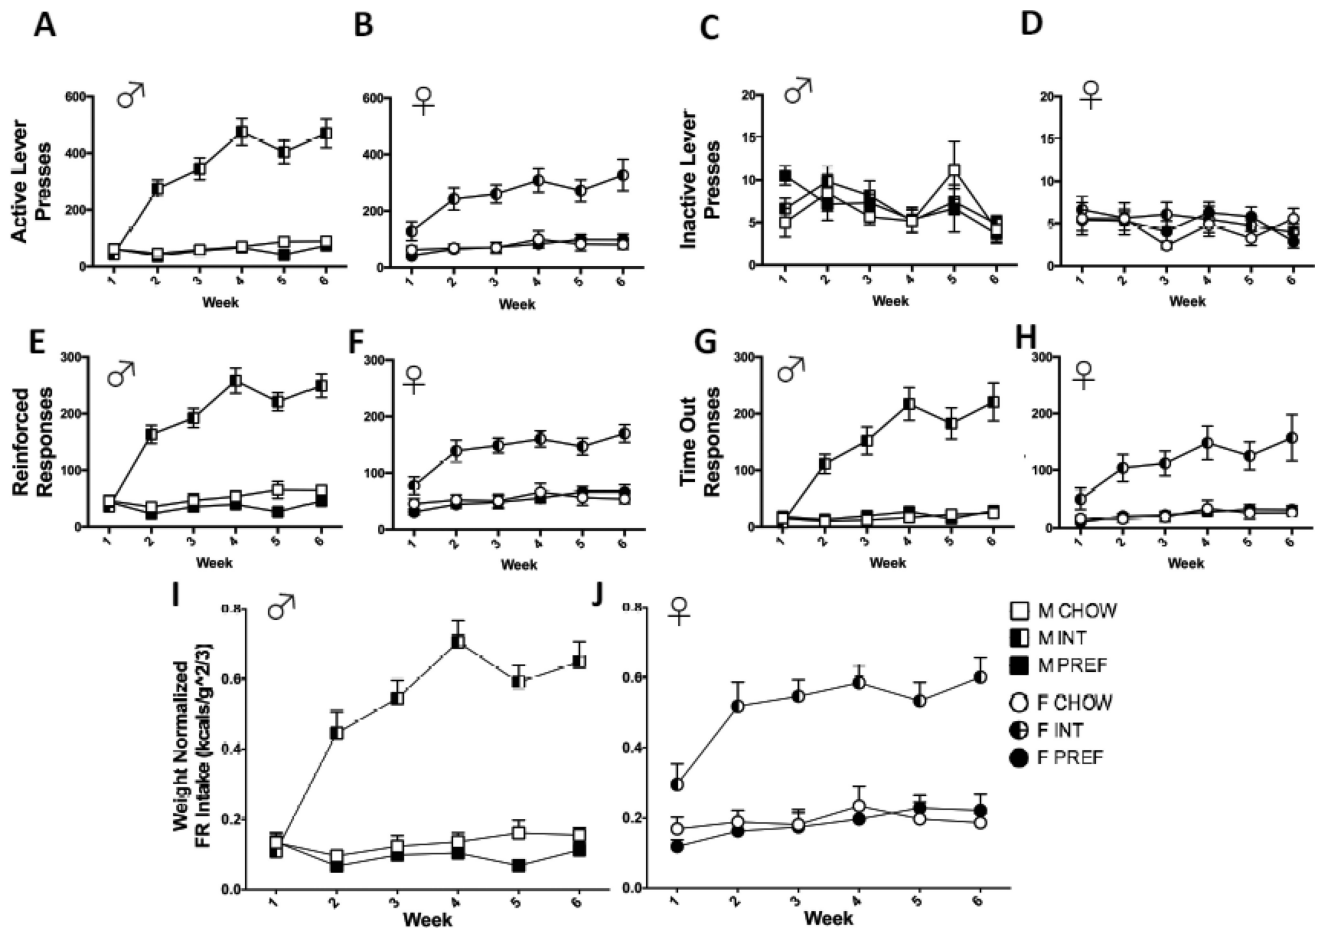 A
B
C
D
Active Lever
Presses
600
400
200
0
1 2 3 4 5 6
Week
♂
600
400
200
0
1 2 3 4 5 6
Week
♀
Inactive Lever
Presses
20
15
10
5
0
1 2 3 4 5 6
Week
♂
20
15
10
5
0
1 2 3 4 5 6
Week
♀
E
F
G
H
Reinforced
Responses
300
200
100
0
1 2 3 4 5 6
Week
♂
300
200
100
0
1 2 3 4 5 6
Week
♀
Time Out
Responses
300
200
100
0
1 2 3 4 5 6
Week
♂
300
200
100
0
1 2 3 4 5 6
Week
♀
I
J
Weight Normalized
FR Intake (kcals/g^2/3)
0.8
0.6
0.4
0.2
0.0
1 2 3 4 5 6
Week
♂
0.8
0.6
0.4
0.2
0.0
1 2 3 4 5 6
Week
♀
M CHOW
M INT
M PREF
F CHOW
F INT
F PREF